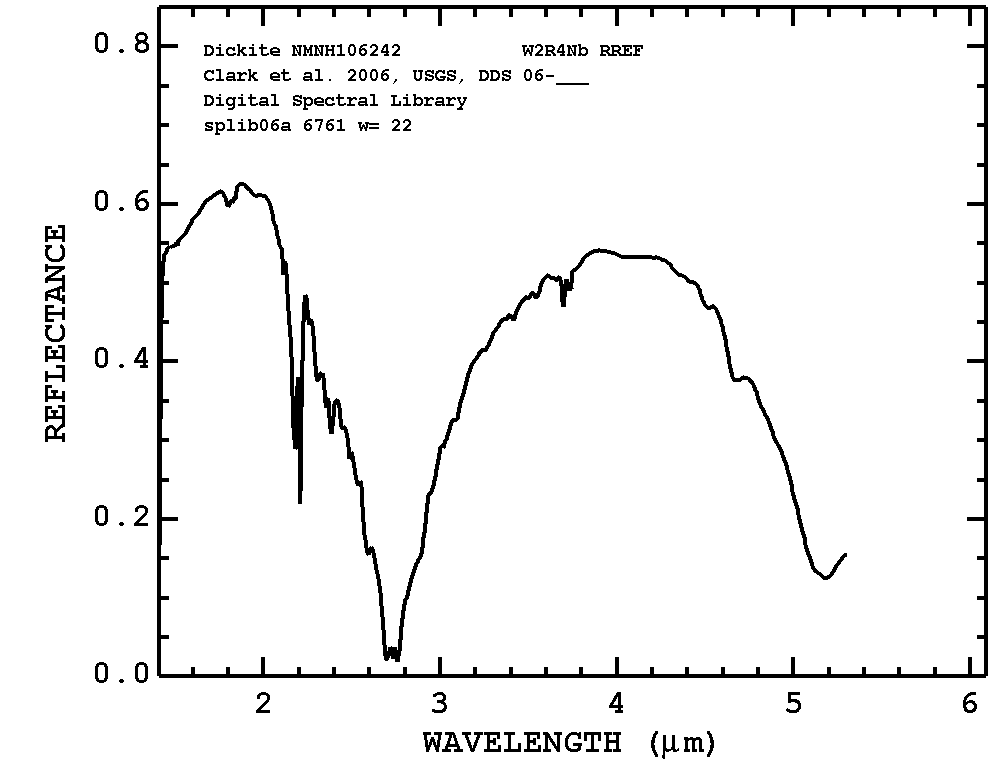 Dickite NMNH106242 W2R4Nb RREF
Clark et al. 2006, USGS, DDS 06-___
Digital Spectral Library
splib06a 6761 w= 22
0.8
0.6
0.4
0.2
0.0
REFLECTANCE
2 3 4 5 6
WAVELENGTH (μm)